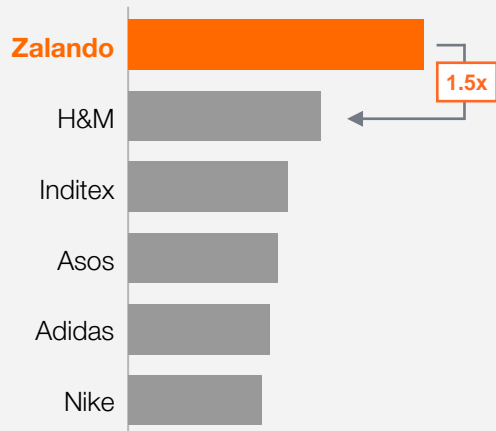 Zalando
1.5x
H&M
Inditex
Asos
Adidas
Nike